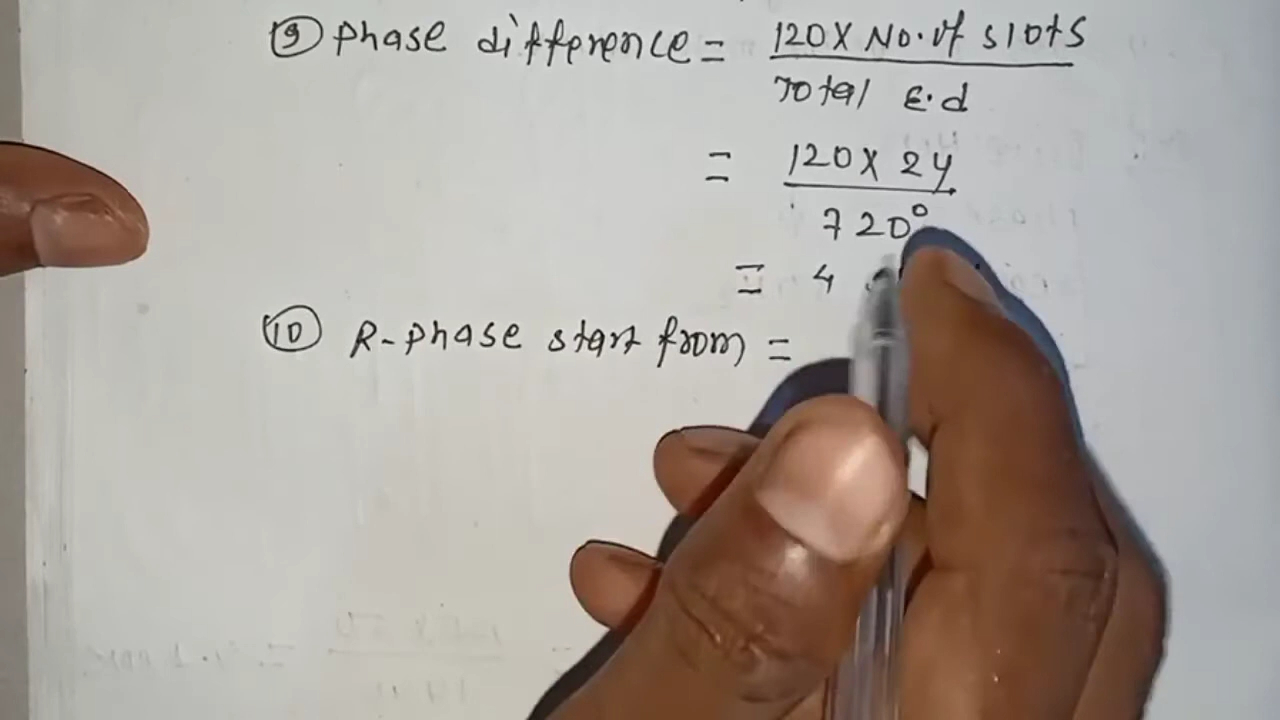 ⑨ Phase difference = 120 X No. of slots
Total E.d
= 120 X 24
720°
= 4
⑩ R-Phase start from =